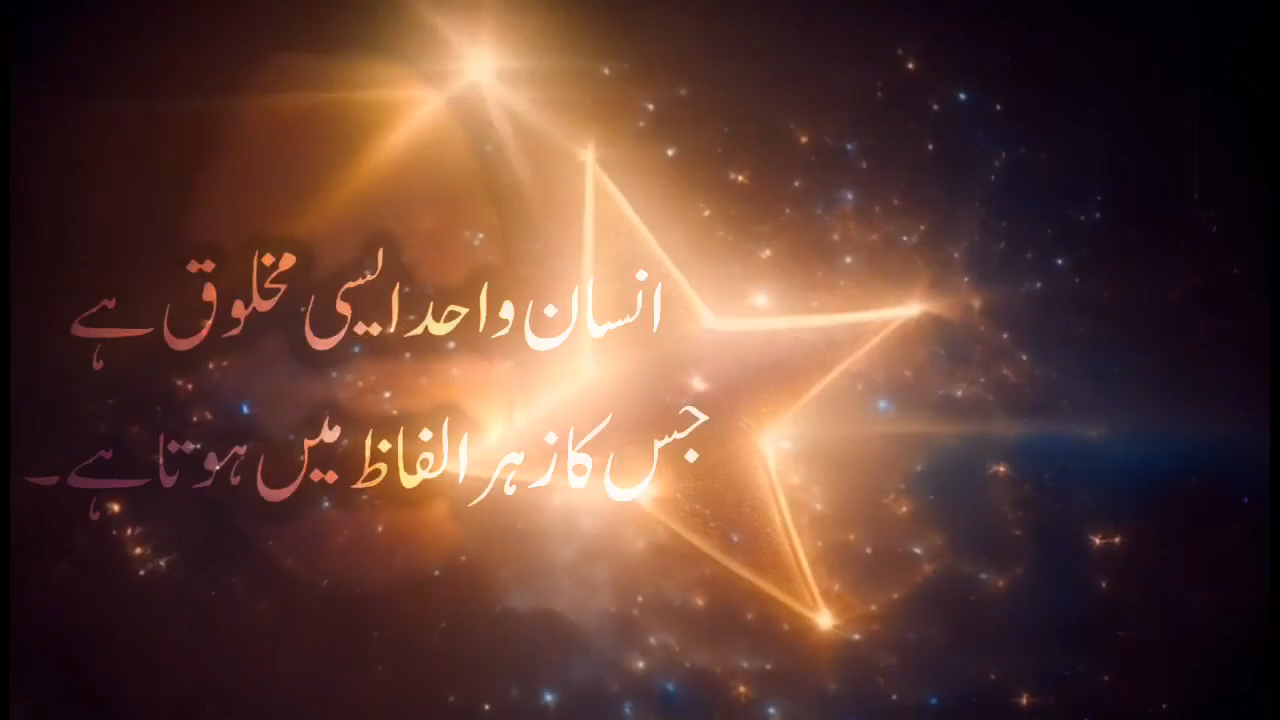 انسان واحد ایسی مخلوق ہے
جس کا زہر الفاظ میں ہوتا ہے۔